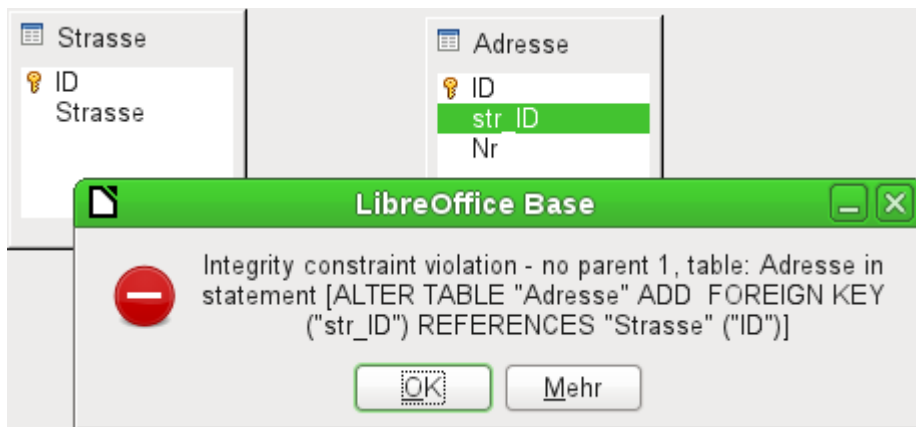 Strasse
ID
Strasse
Adresse
ID
str_ID
Nr
LibreOffice Base
Integrity constraint violation - no parent 1, table: Adresse in
statement [ALTER TABLE "Adresse" ADD  FOREIGN KEY
("str_ID") REFERENCES "Strasse" ("ID")]
OK
Mehr